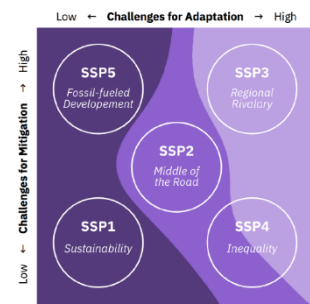 Low ← Challenges for Adaptation → High
Low ← Challenges for Mitigation → High
SSP5
Fossil-fueled
Developement
SSP3
Regional
Rivalary
SSP2
Middle of
the Road
SSP1
Sustainability
SSP4
Inequality